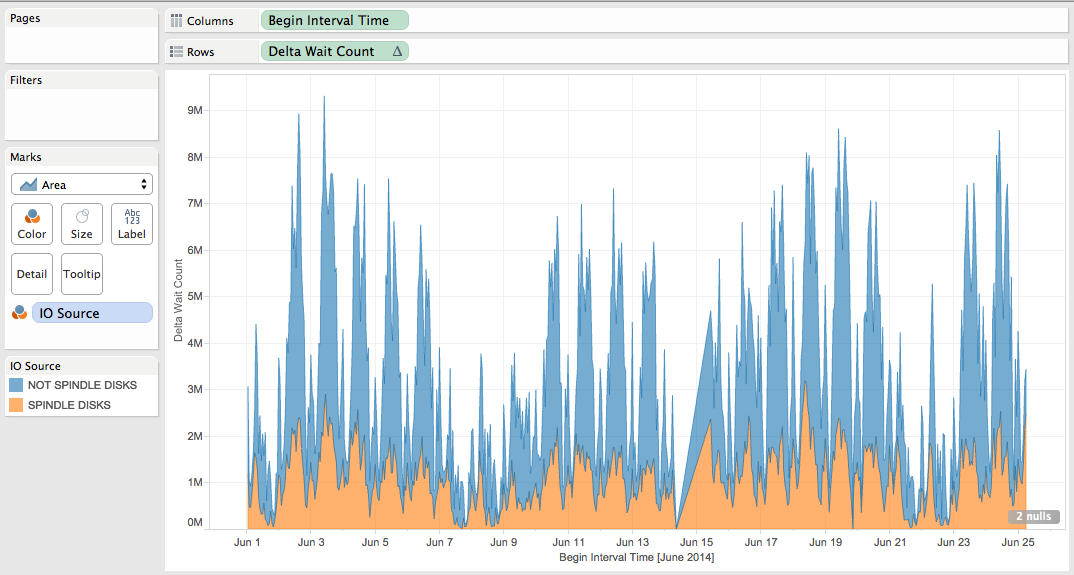 Pages
Columns
Begin Interval Time
Rows
Delta Wait Count Δ
Filters
Marks
Area
Color
Size
Abc
123
Label
Detail
Tooltip
IO Source
IO Source
NOT SPINDLE DISKS
SPINDLE DISKS
Delta Wait Count
9M
8M
7M
6M
5M
4M
3M
2M
1M
0M
2 nulls
Jun 1 Jun 3 Jun 5 Jun 7 Jun 9 Jun 11 Jun 13 Jun 15 Jun 17 Jun 19 Jun 21 Jun 23 Jun 25
Begin Interval Time [June 2014]